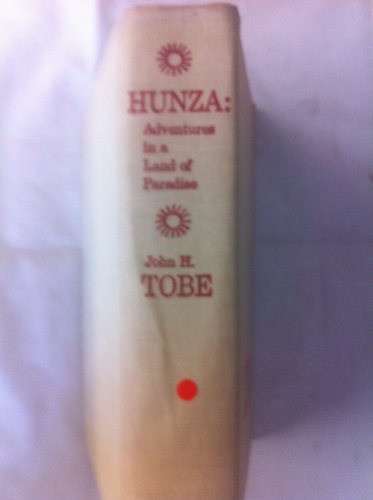 HUNZA:
Adventures
in a
Land of
Paradise
John H.
TOBE